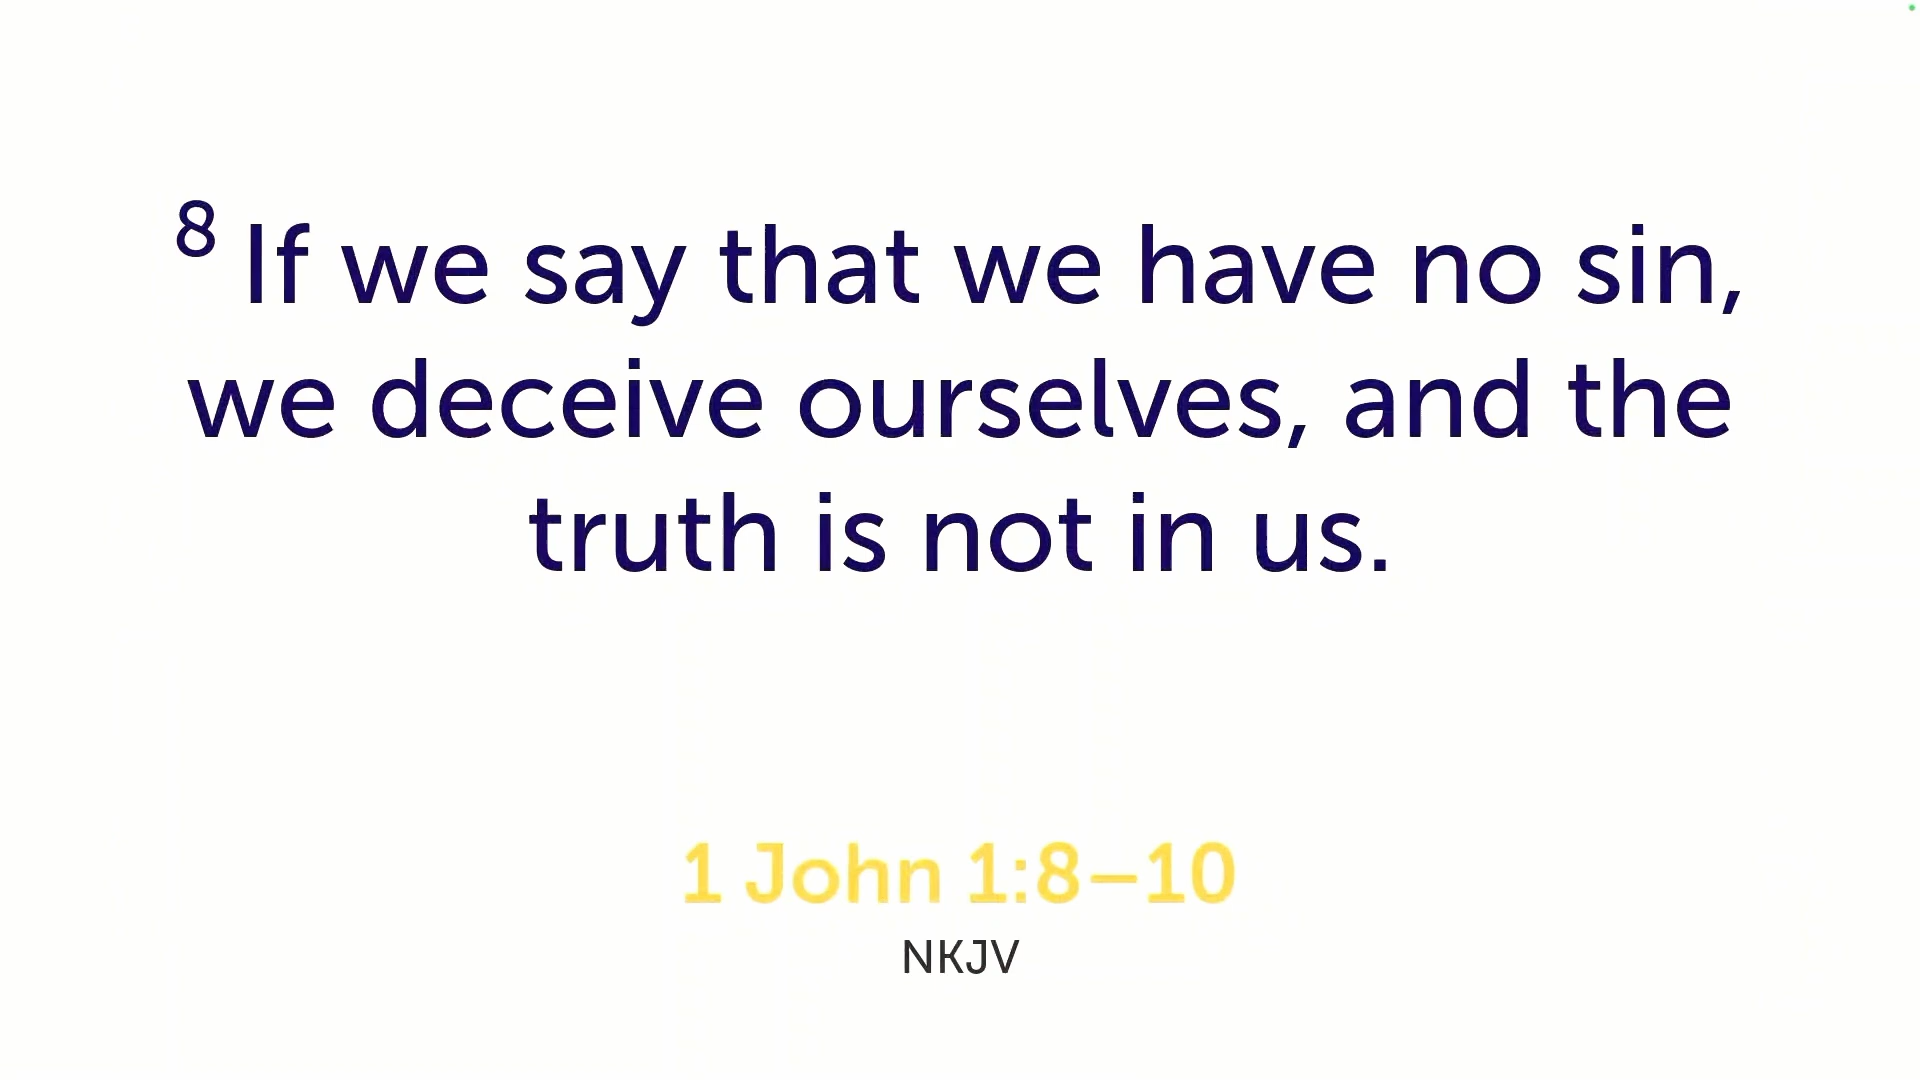 8 If we say that we have no sin,
we deceive ourselves, and the
truth is not in us.
1 John 1:8–10
NKJV